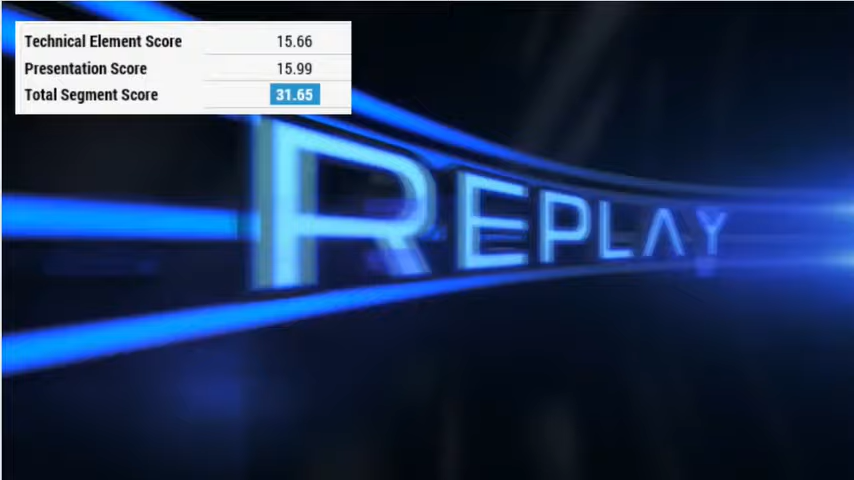 Technical Element Score 15.66
Presentation Score 15.99
Total Segment Score 31.65
REPLAY